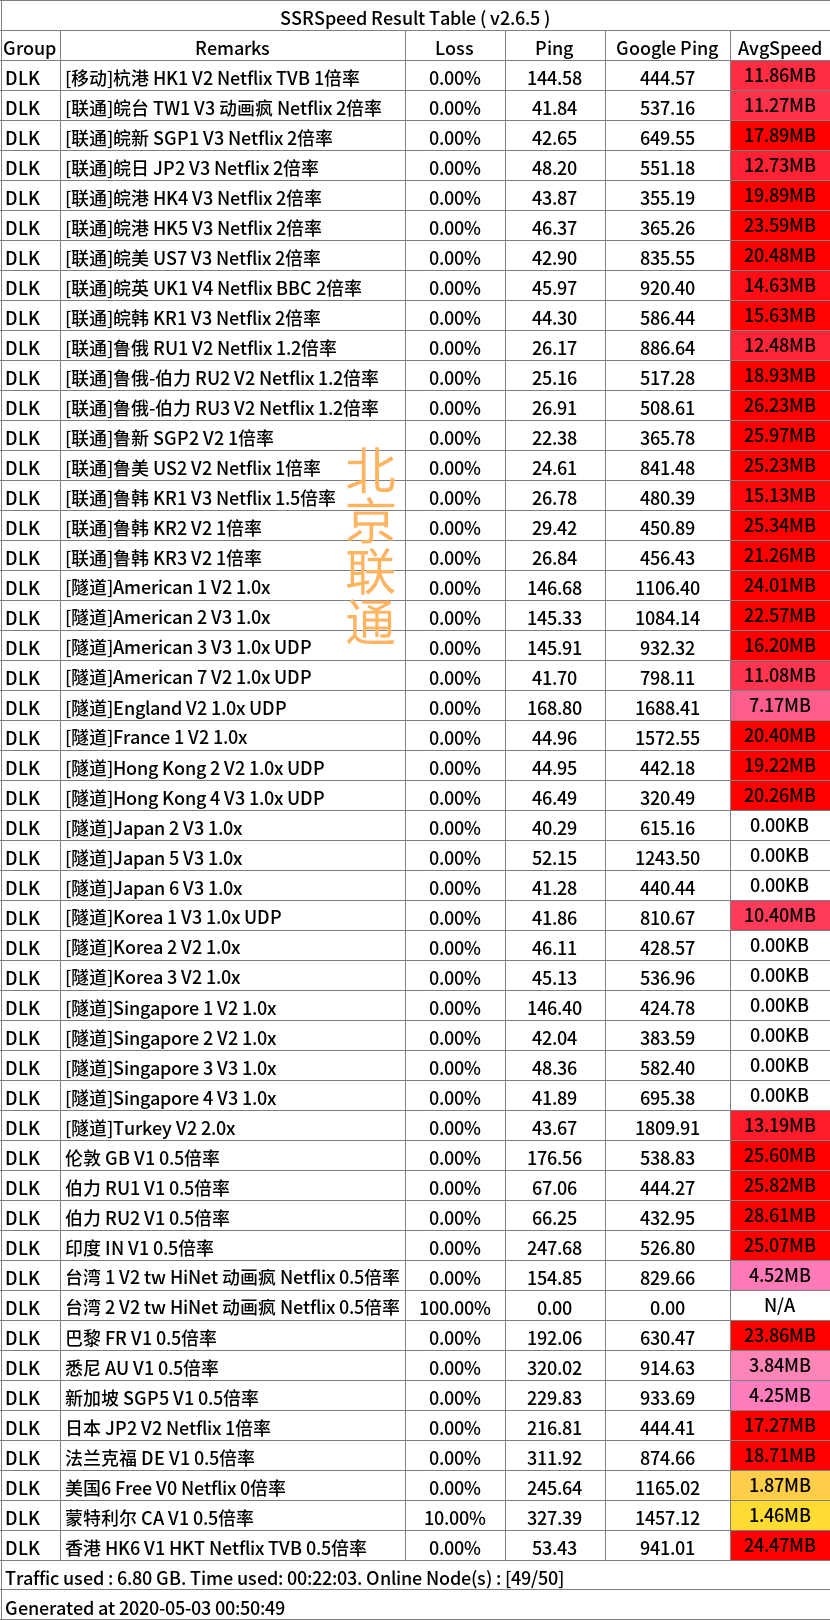 SSRSpeed Result Table ( v2.6.5 )
Group Remarks Loss Ping Google Ping AvgSpeed
DLK [移动]杭港 HK1 V2 Netflix TVB 1倍率 0.00% 144.58 444.57 11.86MB
DLK [联通]皖台 TW1 V3 动画疯 Netflix 2倍率 0.00% 41.84 537.16 11.27MB
DLK [联通]皖新 SGP1 V3 Netflix 2倍率 0.00% 42.65 649.55 17.89MB
DLK [联通]皖日 JP2 V3 Netflix 2倍率 0.00% 48.20 551.18 12.73MB
DLK [联通]皖港 HK4 V3 Netflix 2倍率 0.00% 43.87 355.19 19.89MB
DLK [联通]皖港 HK5 V3 Netflix 2倍率 0.00% 46.37 365.26 23.59MB
DLK [联通]皖美 US7 V3 Netflix 2倍率 0.00% 42.90 835.55 20.48MB
DLK [联通]皖英 UK1 V4 Netflix BBC 2倍率 0.00% 45.97 920.40 14.63MB
DLK [联通]皖韩 KR1 V3 Netflix 2倍率 0.00% 44.30 586.44 15.63MB
DLK [联通]鲁俄 RU1 V2 Netflix 1.2倍率 0.00% 26.17 886.64 12.48MB
DLK [联通]鲁俄-伯力 RU2 V2 Netflix 1.2倍率 0.00% 25.16 517.28 18.93MB
DLK [联通]鲁俄-伯力 RU3 V2 Netflix 1.2倍率 0.00% 26.91 508.61 26.23MB
DLK [联通]鲁新 SGP2 V2 1倍率 0.00% 22.38 365.78 25.97MB
DLK [联通]鲁美 US2 V2 Netflix 1倍率 0.00% 24.61 841.48 25.23MB
DLK [联通]鲁韩 KR1 V3 Netflix 1.5倍率 0.00% 26.78 480.39 15.13MB
DLK [联通]鲁韩 KR2 V2 1倍率 0.00% 29.42 450.89 25.34MB
DLK [联通]鲁韩 KR3 V2 1倍率 0.00% 26.84 456.43 21.26MB
DLK [隧道]American 1 V2 1.0x 0.00% 146.68 1106.40 24.01MB
DLK [隧道]American 2 V3 1.0x 0.00% 145.33 1084.14 22.57MB
DLK [隧道]American 3 V3 1.0x UDP 0.00% 145.91 932.32 16.20MB
DLK [隧道]American 7 V2 1.0x UDP 0.00% 41.70 798.11 11.08MB
DLK [隧道]England V2 1.0x UDP 0.00% 168.80 1688.41 7.17MB
DLK [隧道]France 1 V2 1.0x 0.00% 44.96 1572.55 20.40MB
DLK [隧道]Hong Kong 2 V2 1.0x UDP 0.00% 44.95 442.18 19.22MB
DLK [隧道]Hong Kong 4 V3 1.0x UDP 0.00% 46.49 320.49 20.26MB
DLK [隧道]Japan 2 V3 1.0x 0.00% 40.29 615.16 0.00KB
DLK [隧道]Japan 5 V3 1.0x 0.00% 52.15 1243.50 0.00KB
DLK [隧道]Japan 6 V3 1.0x 0.00% 41.28 440.44 0.00KB
DLK [隧道]Korea 1 V3 1.0x UDP 0.00% 41.86 810.67 10.40MB
DLK [隧道]Korea 2 V2 1.0x 0.00% 46.11 428.57 0.00KB
DLK [隧道]Korea 3 V2 1.0x 0.00% 45.13 536.96 0.00KB
DLK [隧道]Singapore 1 V2 1.0x 0.00% 146.40 424.78 0.00KB
DLK [隧道]Singapore 2 V2 1.0x 0.00% 42.04 383.59 0.00KB
DLK [隧道]Singapore 3 V3 1.0x 0.00% 48.36 582.40 0.00KB
DLK [隧道]Singapore 4 V3 1.0x 0.00% 41.89 695.38 0.00KB
DLK [隧道]Turkey V2 2.0x 0.00% 43.67 1809.91 13.19MB
DLK 伦敦 GB V1 0.5倍率 0.00% 176.56 538.83 25.60MB
DLK 伯力 RU1 V1 0.5倍率 0.00% 67.06 444.27 25.82MB
DLK 伯力 RU2 V1 0.5倍率 0.00% 66.25 432.95 28.61MB
DLK 印度 IN V1 0.5倍率 0.00% 247.68 526.80 25.07MB
DLK 台湾 1 V2 tw HiNet 动画疯 Netflix 0.5倍率 0.00% 154.85 829.66 4.52MB
DLK 台湾 2 V2 tw HiNet 动画疯 Netflix 0.5倍率 100.00% 0.00 0.00 N/A
DLK 巴黎 FR V1 0.5倍率 0.00% 192.06 630.47 23.86MB
DLK 悉尼 AU V1 0.5倍率 0.00% 320.02 914.63 3.84MB
DLK 新加坡 SGP5 V1 0.5倍率 0.00% 229.83 933.69 4.25MB
DLK 日本 JP2 V2 Netflix 1倍率 0.00% 216.81 444.41 17.27MB
DLK 法兰克福 DE V1 0.5倍率 0.00% 311.92 874.66 18.71MB
DLK 美国6 Free V0 Netflix 0倍率 0.00% 245.64 1165.02 1.87MB
DLK 蒙特利尔 CA V1 0.5倍率 10.00% 327.39 1457.12 1.46MB
DLK 香港 HK6 V1 HKT Netflix TVB 0.5倍率 0.00% 53.43 941.01 24.47MB
Traffic used : 6.80 GB. Time used: 00:22:03. Online Node(s) : [49/50]
Generated at 2020-05-03 00:50:49
北京联通